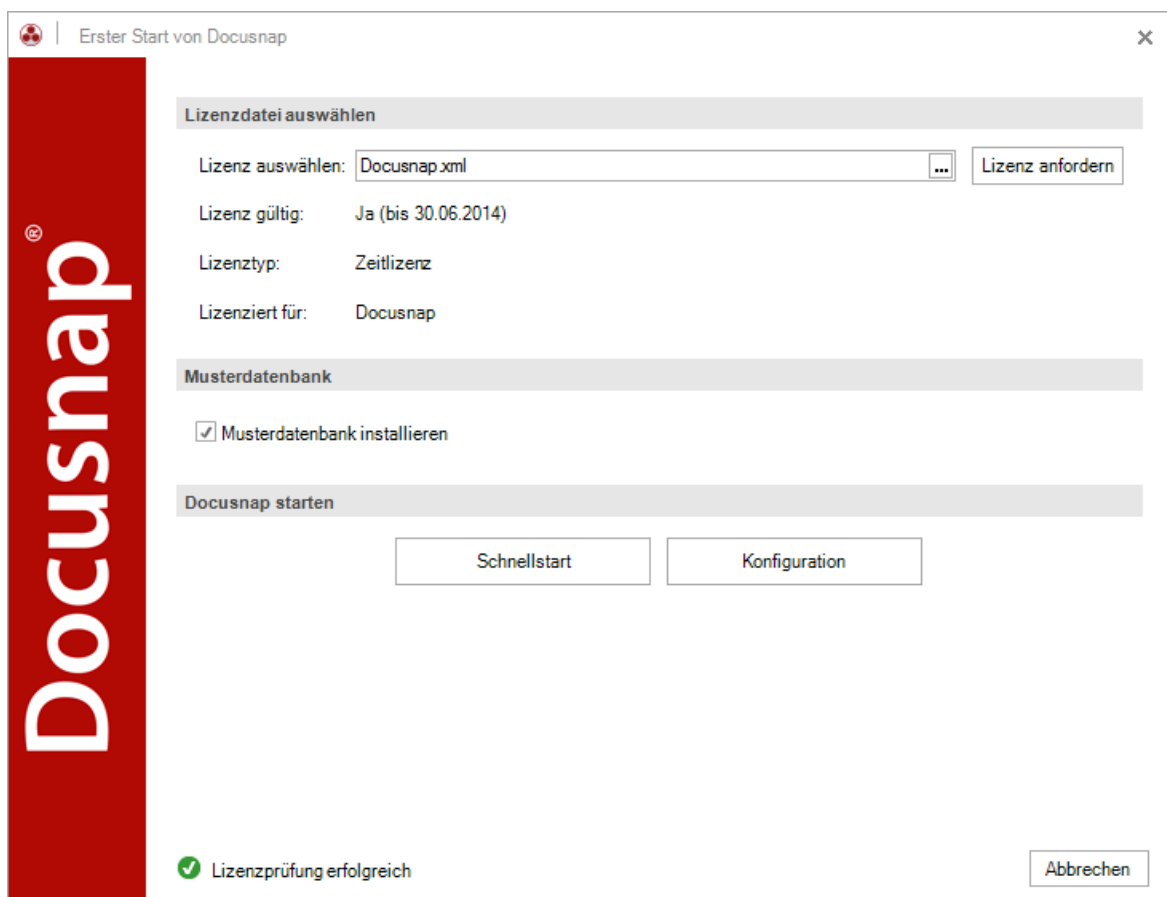 Erster Start von Docusnap
Docusnap®
Lizenzdatei auswählen
Lizenz auswählen: Docusnap.xml ... Lizenz anfordern
Lizenz gültig: Ja (bis 30.06.2014)
Lizenztyp: Zeitlizenz
Lizenziert für: Docusnap
Musterdatenbank
Musterdatenbank installieren
Docusnap starten
Schnellstart Konfiguration
Lizenzprüfung erfolgreich Abbrechen